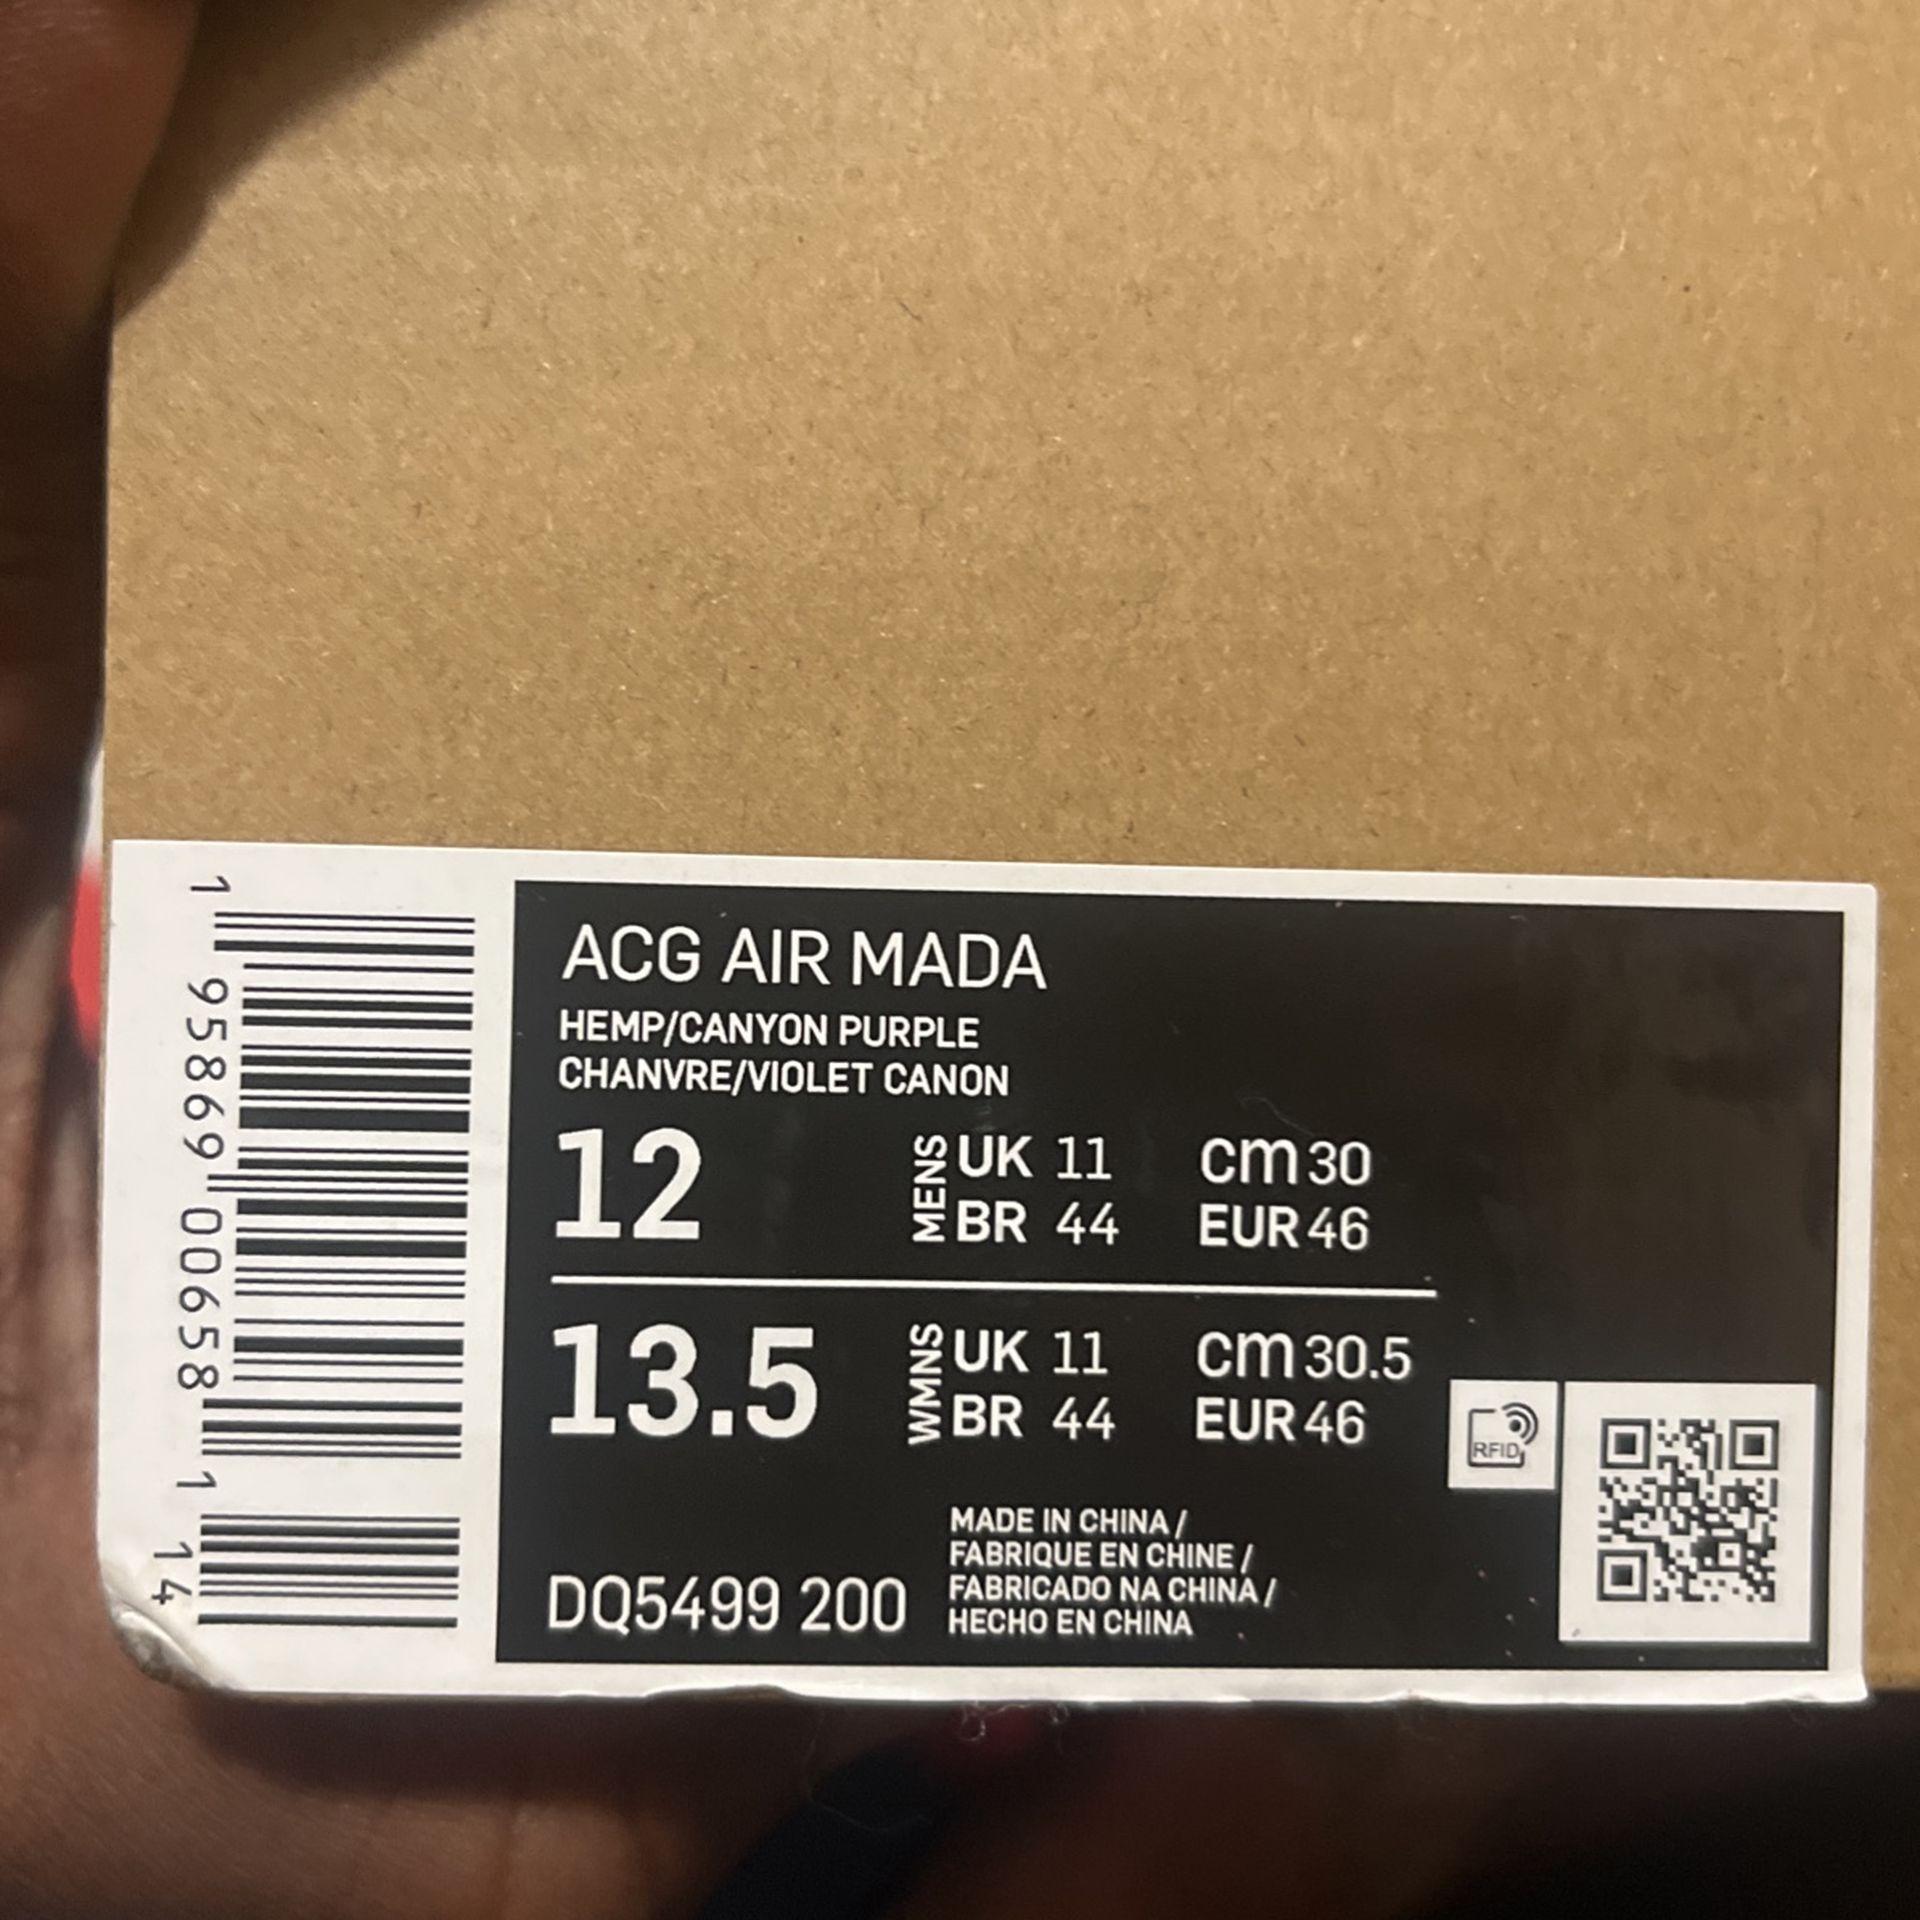 ACG AIR MADA
HEMP/CANYON PURPLE
CHANVRE/VIOLET CANON
12 MENS UK 11 cm 30
BR 44 EUR 46
13.5 WMNS UK 11 cm 30.5
BR 44 EUR 46
RFID
DQ5499 200
MADE IN CHINA /
FABRIQUE EN CHINE /
FABRICADO NA CHINA /
HECHO EN CHINA
1 95869 00658 1 14